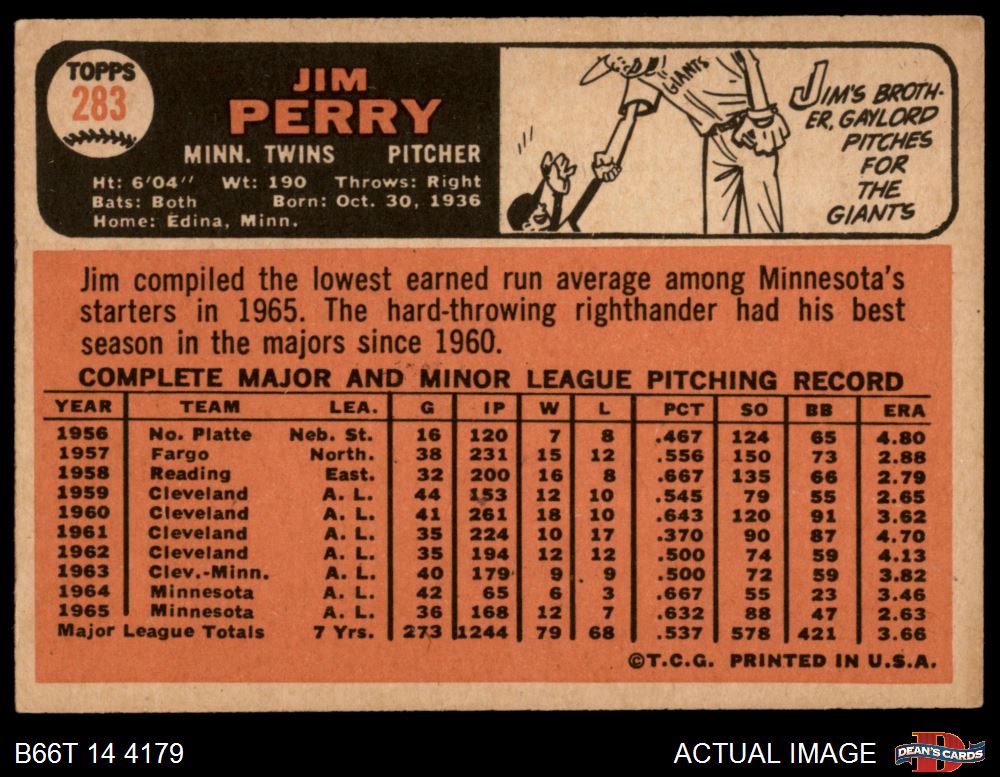 TOPPS
283
JIM
PERRY
MINN. TWINS PITCHER
Ht: 6'04" Wt: 190 Throws: Right
Bats: Both Born: Oct. 30, 1936
Home: Edina, Minn.
GIANTS
JIM'S BROTH-
ER, GAYLORD
PITCHES
FOR
THE
GIANTS
Jim compiled the lowest earned run average among Minnesota's
starters in 1965. The hard-throwing righthander had his best
season in the majors since 1960.
COMPLETE MAJOR AND MINOR LEAGUE PITCHING RECORD
YEAR TEAM LEA. G IP W L PCT SO BB ERA
1956 No. Platte Neb. St. 16 120 7 8 .467 124 65 4.80
1957 Fargo North. 38 231 15 12 .556 150 73 2.88
1958 Reading East. 32 200 16 8 .667 135 66 2.79
1959 Cleveland A. L. 44 153 12 10 .545 79 55 2.65
1960 Cleveland A. L. 41 261 18 10 .643 120 91 3.62
1961 Cleveland A. L. 35 224 10 17 .370 90 87 4.70
1962 Cleveland A. L. 35 194 12 12 .500 74 59 4.13
1963 Clev.-Minn. A. L. 40 179 9 9 .500 72 59 3.82
1964 Minnesota A. L. 42 65 6 3 .667 55 23 3.46
1965 Minnesota A. L. 36 168 12 7 .632 88 47 2.63
Major League Totals 7 Yrs. 273 1244 79 68 .537 578 421 3.66
©T.C.G. PRINTED IN U.S.A.
B66T 14 4179
ACTUAL IMAGE
D
DEAN'S CARDS